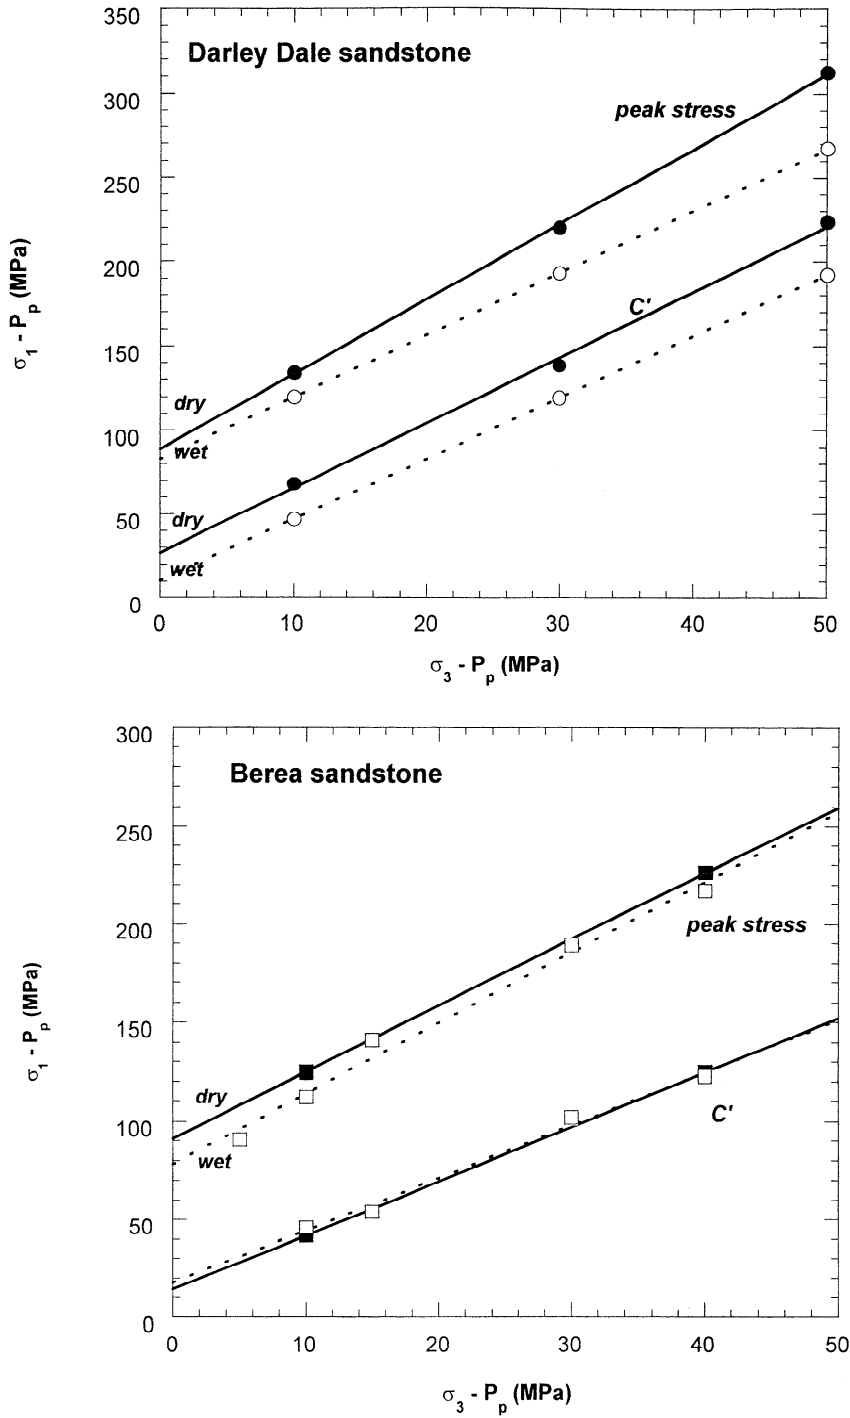 350
Darley Dale sandstone
300
peak stress
250
200
C'
150
dry
100
wet
50
dry
wet
0
σ1 - Pp (MPa)
0 10 20 30 40 50
σ3 - Pp (MPa)
300
Berea sandstone
250
200
peak stress
150
dry
100
C'
wet
50
0
σ1 - Pp (MPa)
0 10 20 30 40 50
σ3 - Pp (MPa)